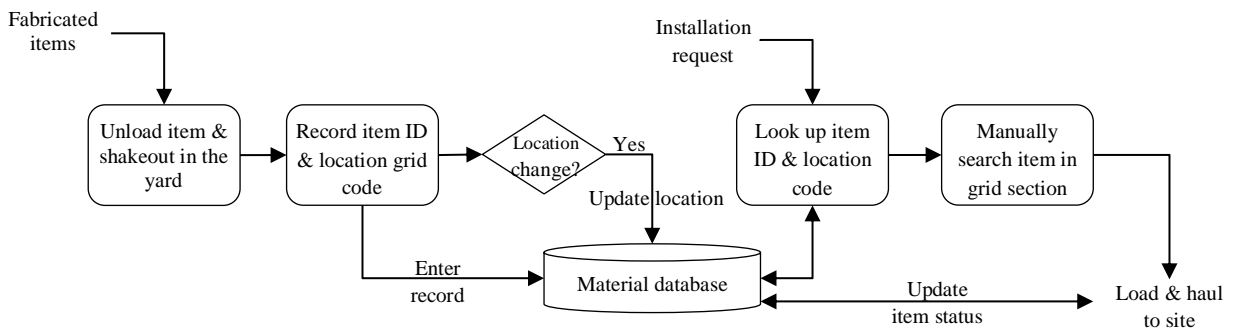 Fabricated
items
Unload item &
shakeout in the
yard
Record item ID
& location grid
code
Location
change?
Yes
Update location
Enter
record
Material database
Installation
request
Look up item
ID & location
code
Manually
search item in
grid section
Update
item status
Load & haul
to site